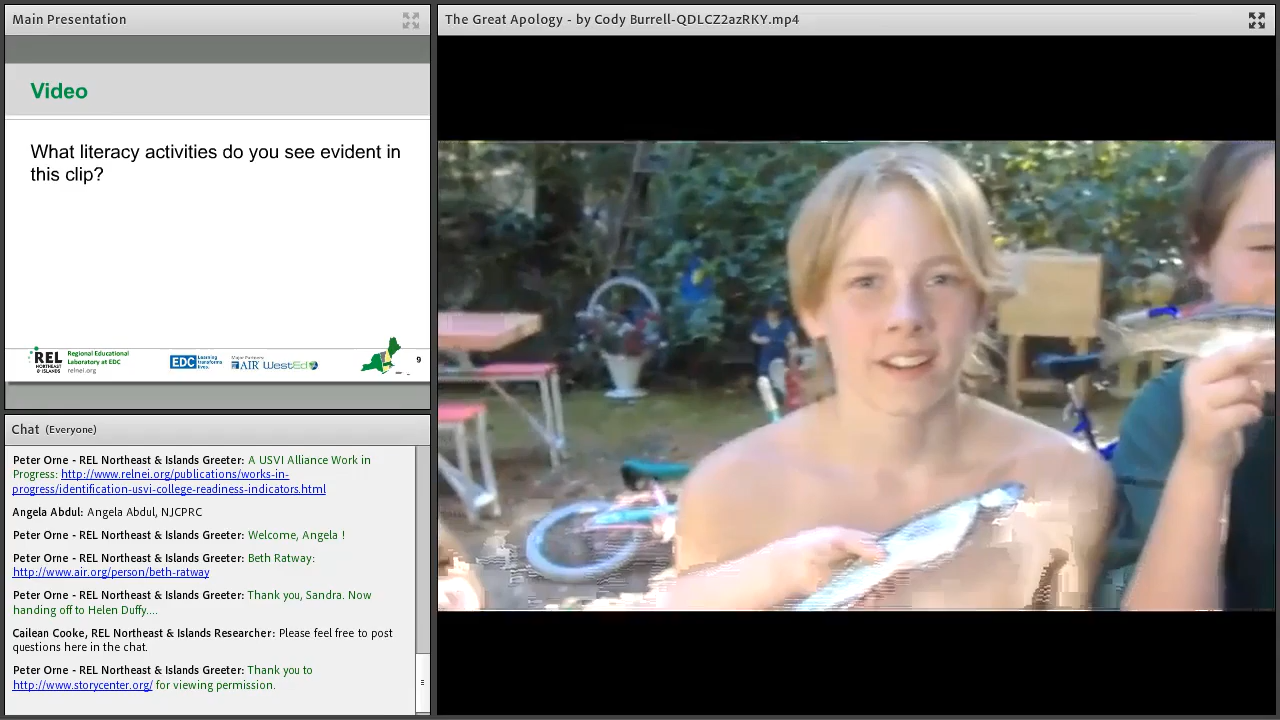 Main Presentation
Video
What literacy activities do you see evident in
this clip?
REL
NORTHEAST
& ISLANDS
Regional Educational
Laboratory at EDC
relnei.org
EDC
Learning
transforms
lives.
Major Partners:
AIR WestEd
9
Chat (Everyone)
Peter Orne - REL Northeast & Islands Greeter: A USVI Alliance Work in
Progress: http://www.relnei.org/publications/works-in-
progress/identification-usvi-college-readiness-indicators.html
Angela Abdul: Angela Abdul, NJCPRC
Peter Orne - REL Northeast & Islands Greeter: Welcome, Angela !
Peter Orne - REL Northeast & Islands Greeter: Beth Ratway:
http://www.air.org/person/beth-ratway
Peter Orne - REL Northeast & Islands Greeter: Thank you, Sandra. Now
handing off to Helen Duffy....
Cailean Cooke, REL Northeast & Islands Researcher: Please feel free to post
questions here in the chat.
Peter Orne - REL Northeast & Islands Greeter: Thank you to
http://www.storycenter.org/ for viewing permission.
The Great Apology - by Cody Burrell-QDLCZ2azRKY.mp4